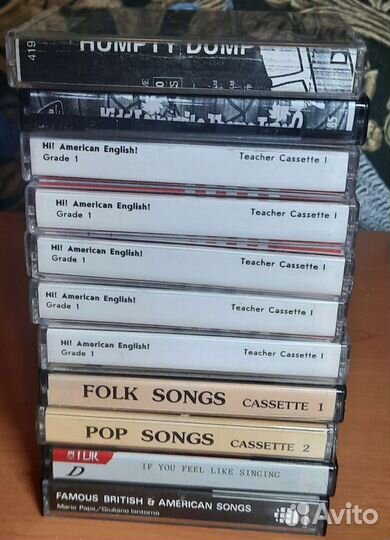 419
HUMPTY DUMP
D
Hi! American English!
Grade 1 Teacher Cassette I
Hi! American English!
Grade 1 Teacher Cassette I
Hi! American English!
Grade 1 Teacher Cassette I
Hi! American English!
Grade 1 Teacher Cassette I
Hi! American English!
Grade 1 Teacher Cassette I
FOLK SONGS CASSETTE 1
POP SONGS CASSETTE 2
TDK
D IF YOU FEEL LIKE SINGING
FAMOUS BRITISH & AMERICAN SONGS
Mario Papa/Giuliano Iantorno
Avito